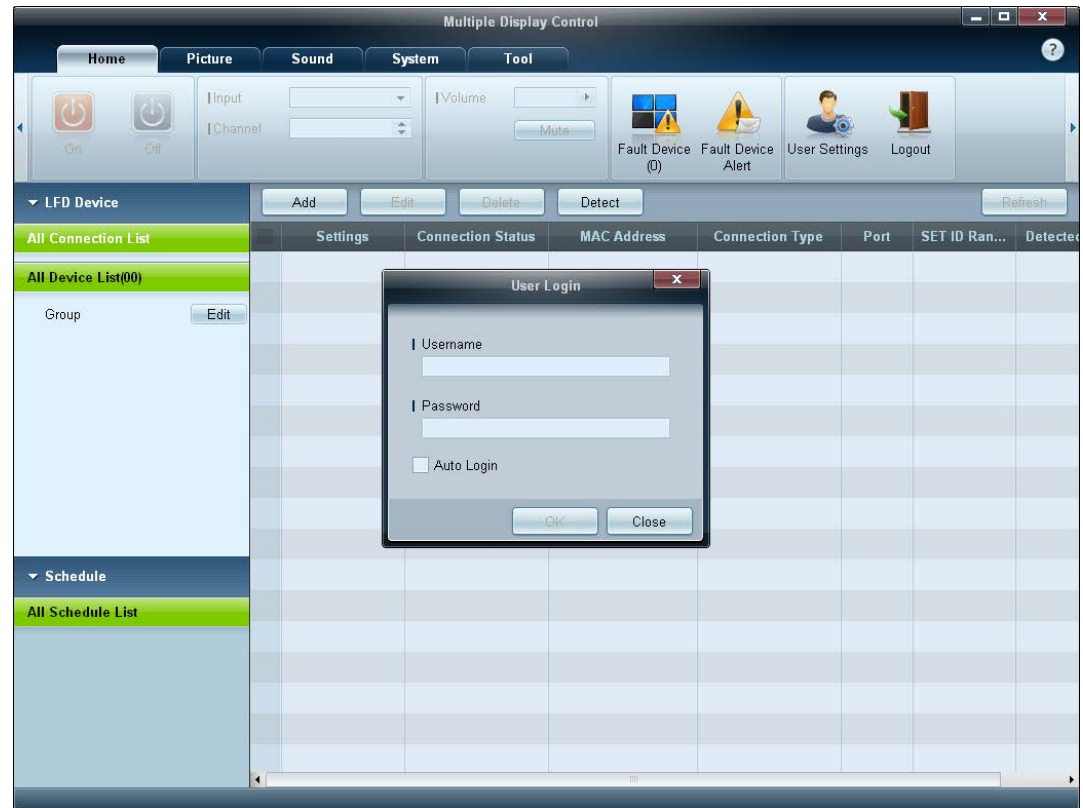 Multiple Display Control
Home Picture Sound System Tool
?
Input
Volume
Channel
Mute
On Off
Fault Device (0)
Fault Device Alert
User Settings
Logout
LFD Device
Add Edit Delete Detect Refresh
All Connection List
Settings Connection Status MAC Address Connection Type Port SET ID Ran... Detected
All Device List(00)
Group Edit
User Login
Username
Password
Auto Login
OK Close
Schedule
All Schedule List